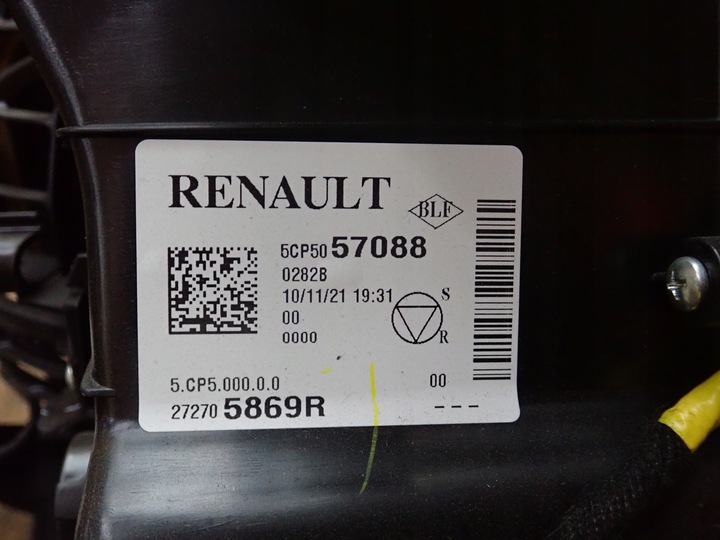 RENAULT
BLF
5CP50 57088
0282B
10/11/21 19:31
00
0000
S
R
5.CP5.000.0.0
00
27270 5869R
---